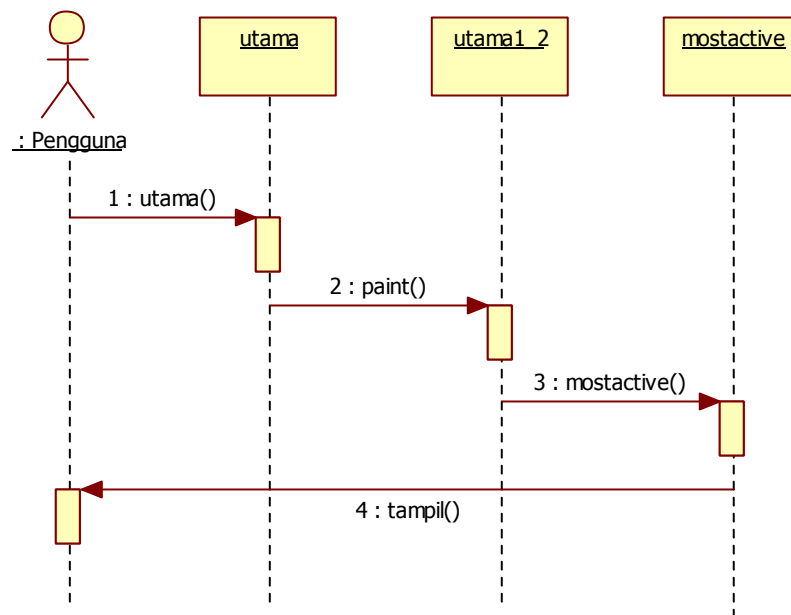 utama
utama1_2
mostactive
: Pengguna
1 : utama()
2 : paint()
3 : mostactive()
4 : tampil()